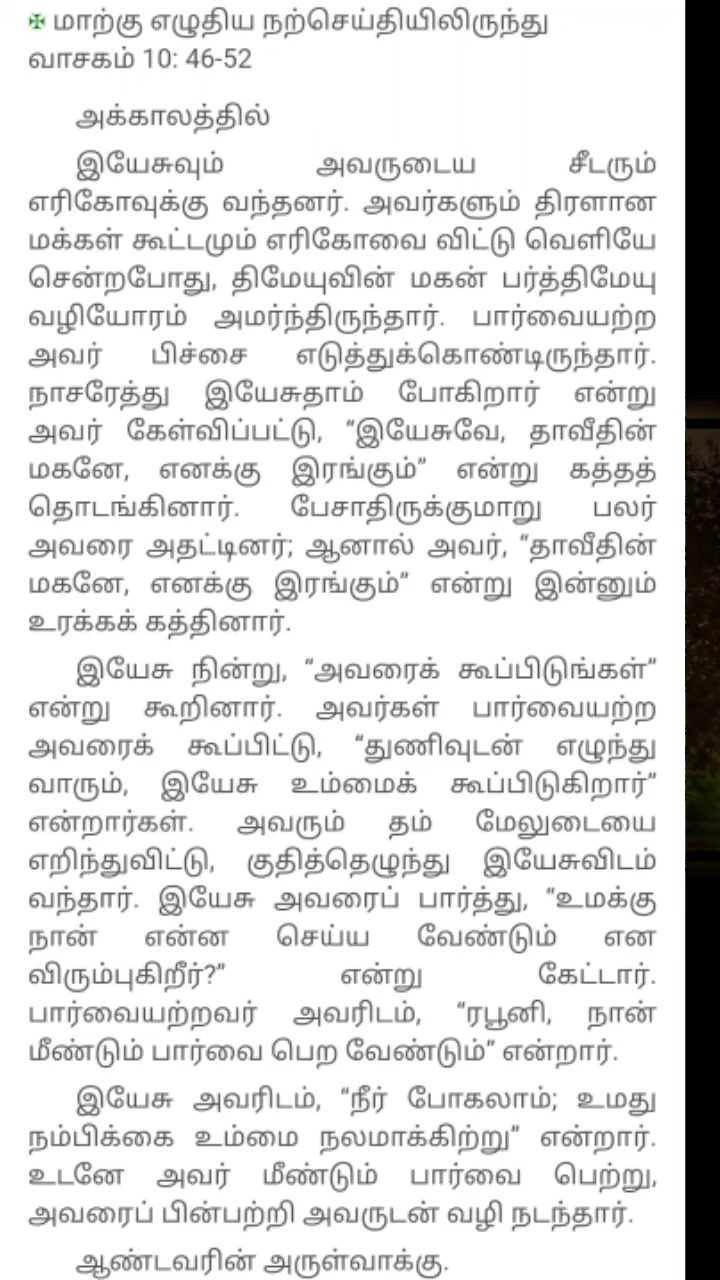 ✠ மாற்கு எழுதிய நற்செய்தியிலிருந்து
வாசகம் 10: 46-52
அக்காலத்தில்
இயேசுவும் அவருடைய சீடரும்
எரிகோவுக்கு வந்தனர். அவர்களும் திரளான
மக்கள் கூட்டமும் எரிகோவை விட்டு வெளியே
சென்றபோது, திமேயுவின் மகன் பர்த்திமேயு
வழியோரம் அமர்ந்திருந்தார். பார்வையற்ற
அவர் பிச்சை எடுத்துக்கொண்டிருந்தார்.
நாசரேத்து இயேசுதாம் போகிறார் என்று
அவர் கேள்விப்பட்டு, “இயேசுவே, தாவீதின்
மகனே, எனக்கு இரங்கும்” என்று கத்தத்
தொடங்கினார். பேசாதிருக்குமாறு பலர்
அவரை அதட்டினர்; ஆனால் அவர், “தாவீதின்
மகனே, எனக்கு இரங்கும்” என்று இன்னும்
உரக்கக் கத்தினார்.
இயேசு நின்று, “அவரைக் கூப்பிடுங்கள்”
என்று கூறினார். அவர்கள் பார்வையற்ற
அவரைக் கூப்பிட்டு, “துணிவுடன் எழுந்து
வாரும், இயேசு உம்மைக் கூப்பிடுகிறார்”
என்றார்கள். அவரும் தம் மேலுடையை
எறிந்துவிட்டு, குதித்தெழுந்து இயேசுவிடம்
வந்தார். இயேசு அவரைப் பார்த்து, “உமக்கு
நான் என்ன செய்ய வேண்டும் என
விரும்புகிறீர்?” என்று கேட்டார்.
பார்வையற்றவர் அவரிடம், “ரபூனி, நான்
மீண்டும் பார்வை பெற வேண்டும்” என்றார்.
இயேசு அவரிடம், “நீர் போகலாம்; உமது
நம்பிக்கை உம்மை நலமாக்கிற்று” என்றார்.
உடனே அவர் மீண்டும் பார்வை பெற்று,
அவரைப் பின்பற்றி அவருடன் வழி நடந்தார்.
ஆண்டவரின் அருள்வாக்கு.